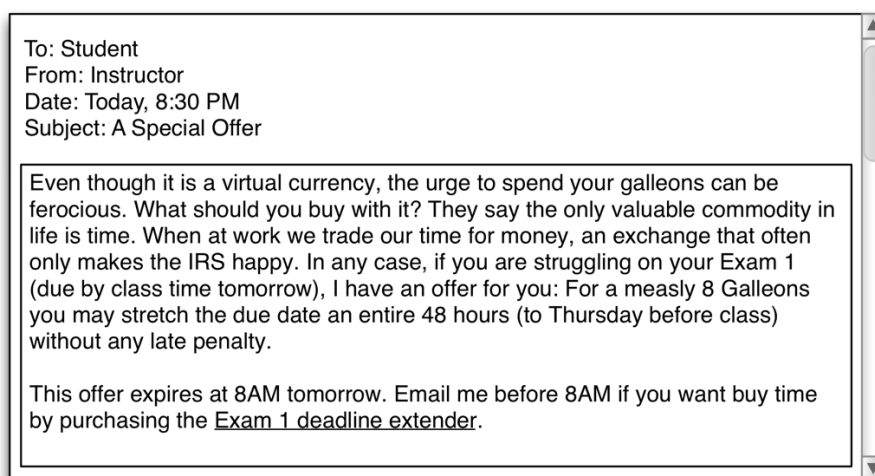 To: Student
From: Instructor
Date: Today, 8:30 PM
Subject: A Special Offer
Even though it is a virtual currency, the urge to spend your galleons can be
ferocious. What should you buy with it? They say the only valuable commodity in
life is time. When at work we trade our time for money, an exchange that often
only makes the IRS happy. In any case, if you are struggling on your Exam 1
(due by class time tomorrow), I have an offer for you: For a measly 8 Galleons
you may stretch the due date an entire 48 hours (to Thursday before class)
without any late penalty.
This offer expires at 8AM tomorrow. Email me before 8AM if you want buy time
by purchasing the Exam 1 deadline extender.